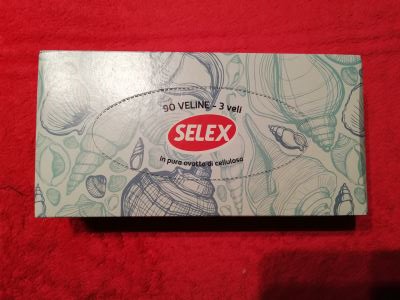 90 VELINE - 3 veli
SELEX
in pura ovatta di cellulosa